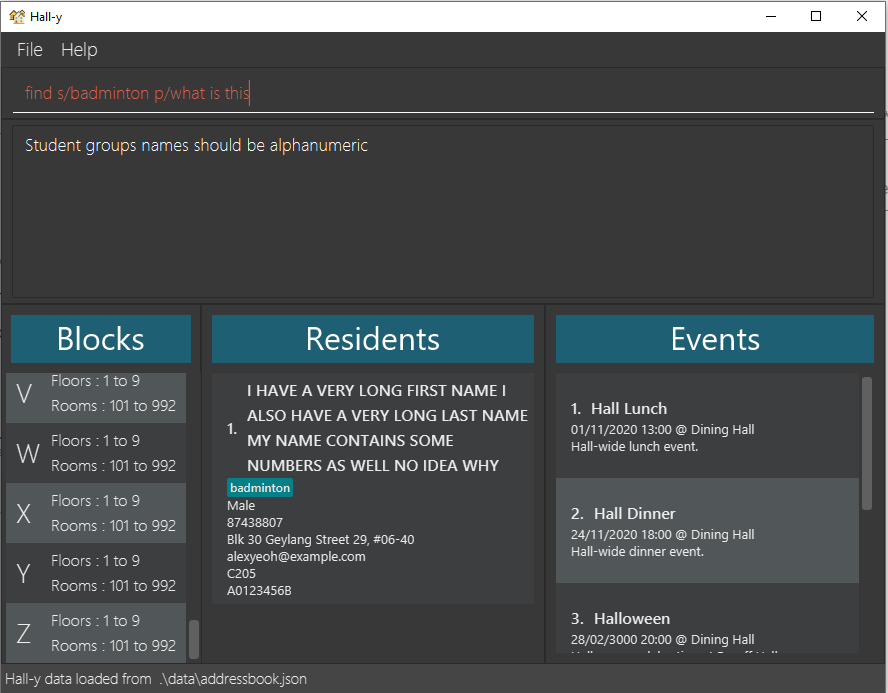 Hall-y
File Help
find s/badminton p/what is this
Student groups names should be alphanumeric
Blocks
V
Floors : 1 to 9
Rooms : 101 to 992
W
Floors : 1 to 9
Rooms : 101 to 992
X
Floors : 1 to 9
Rooms : 101 to 992
Y
Floors : 1 to 9
Rooms : 101 to 992
Z
Floors : 1 to 9
Rooms : 101 to 992
Residents
1.
I HAVE A VERY LONG FIRST NAME I
ALSO HAVE A VERY LONG LAST NAME
MY NAME CONTAINS SOME
NUMBERS AS WELL NO IDEA WHY
badminton
Male
87438807
Blk 30 Geylang Street 29, #06-40
alexyeoh@example.com
C205
A0123456B
Events
1. Hall Lunch
01/11/2020 13:00 @ Dining Hall
Hall-wide lunch event.
2. Hall Dinner
24/11/2020 18:00 @ Dining Hall
Hall-wide dinner event.
3. Halloween
28/02/3000 20:00 @ Dining Hall
Hall-y data loaded from .\data\addressbook.json